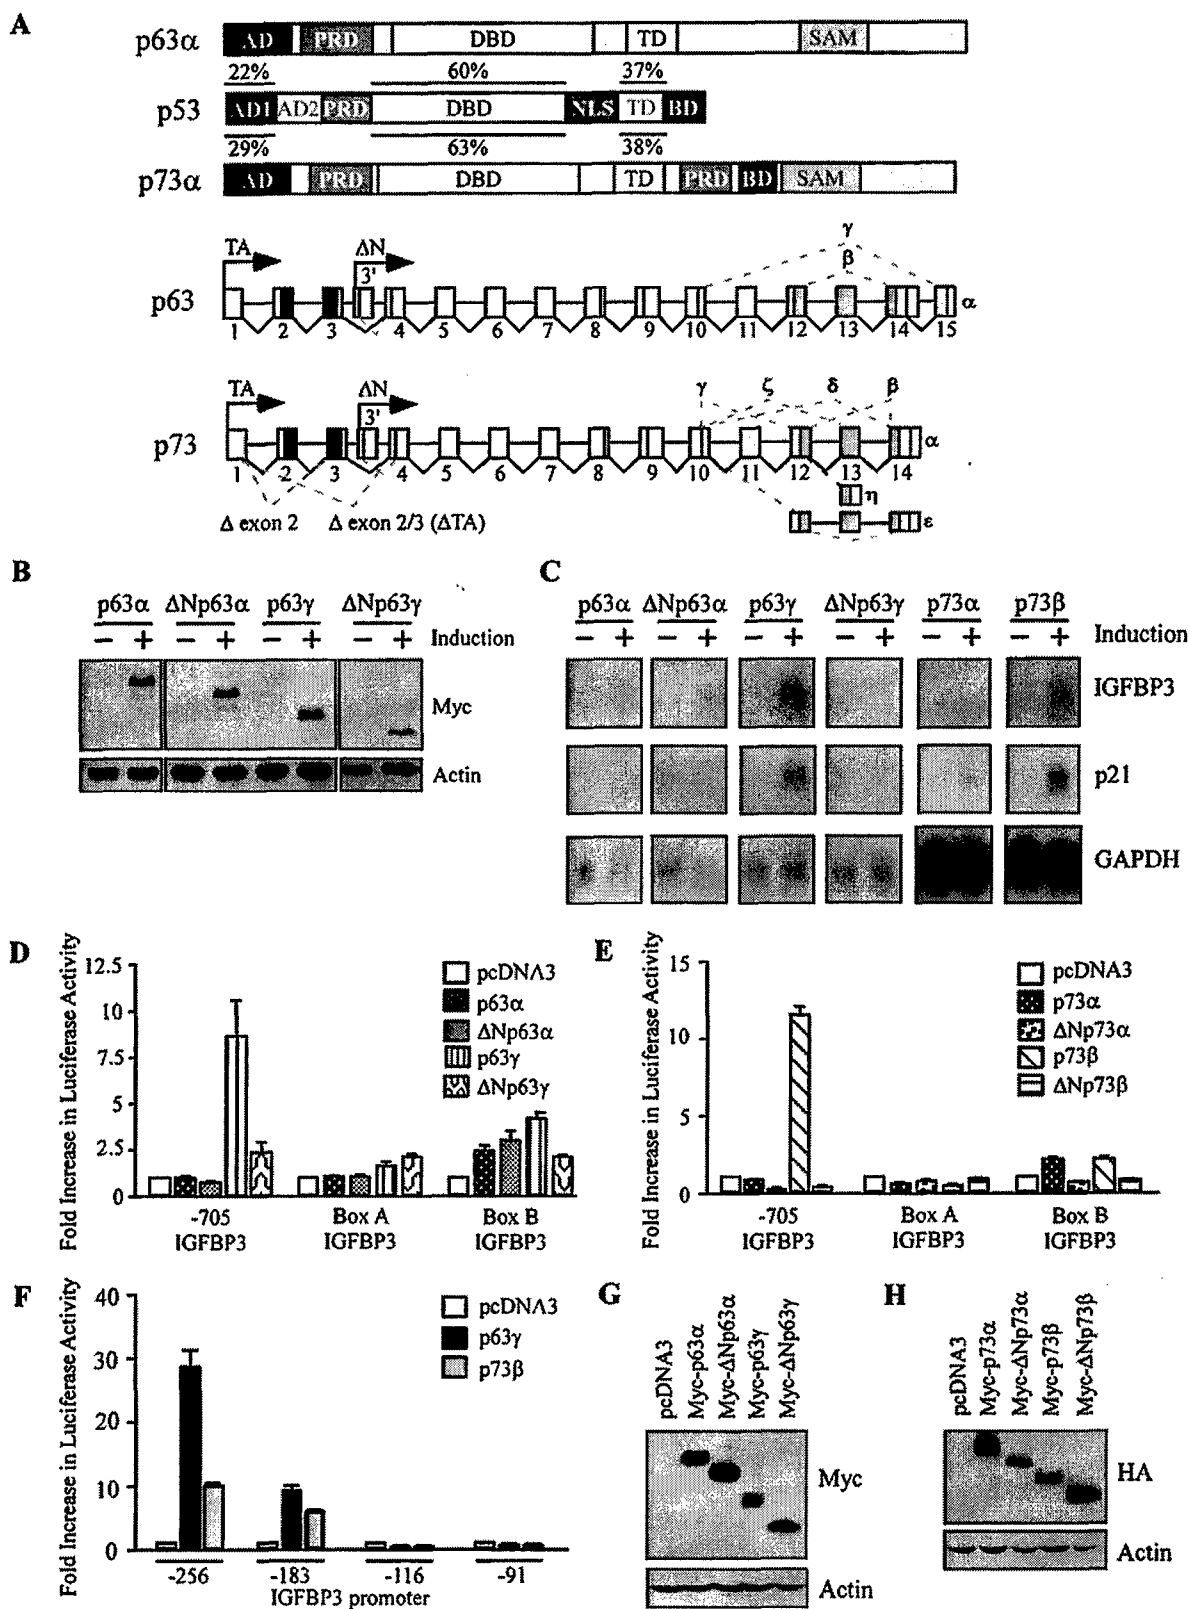 A
p63α AD PRD DBD TD SAM
22% 60% 37%
p53 AD1 AD2 PRD DBD NLS TD BD
29% 63% 38%
p73α AD PRD DBD TD PRD BD SAM
γ
TA ΔN β
3'
p63 α
1 2 3 4 5 6 7 8 9 10 11 12 13 14 15
TA ΔN γ ζ δ β
3'
p73 α
1 2 3 4 5 6 7 8 9 10 11 12 13 14
η
Δ exon 2 Δ exon 2/3 (ΔTA) ε
B
p63α ΔNp63α p63γ ΔNp63γ
− + − + − + − + Induction
Myc
Actin
C
p63α ΔNp63α p63γ ΔNp63γ p73α p73β
− + − + − + − + − + − + Induction
IGFBP3
p21
GAPDH
D
Fold Increase in Luciferase Activity
12.5
10
7.5
5
2.5
0
pcDNA3
p63α
ΔNp63α
p63γ
ΔNp63γ
-705 Box A Box B
IGFBP3 IGFBP3 IGFBP3
E
Fold Increase in Luciferase Activity
15
10
5
0
pcDNA3
p73α
ΔNp73α
p73β
ΔNp73β
-705 Box A Box B
IGFBP3 IGFBP3 IGFBP3
F
Fold Increase in Luciferase Activity
40
30
20
10
0
pcDNA3
p63γ
p73β
-256 -183 -116 -91
IGFBP3 promoter
G
pcDNA3
Myc-p63α
Myc-ΔNp63α
Myc-p63γ
Myc-ΔNp63γ
Myc
Actin
H
pcDNA3
Myc-p73α
Myc-ΔNp73α
Myc-p73β
Myc-ΔNp73β
HA
Actin